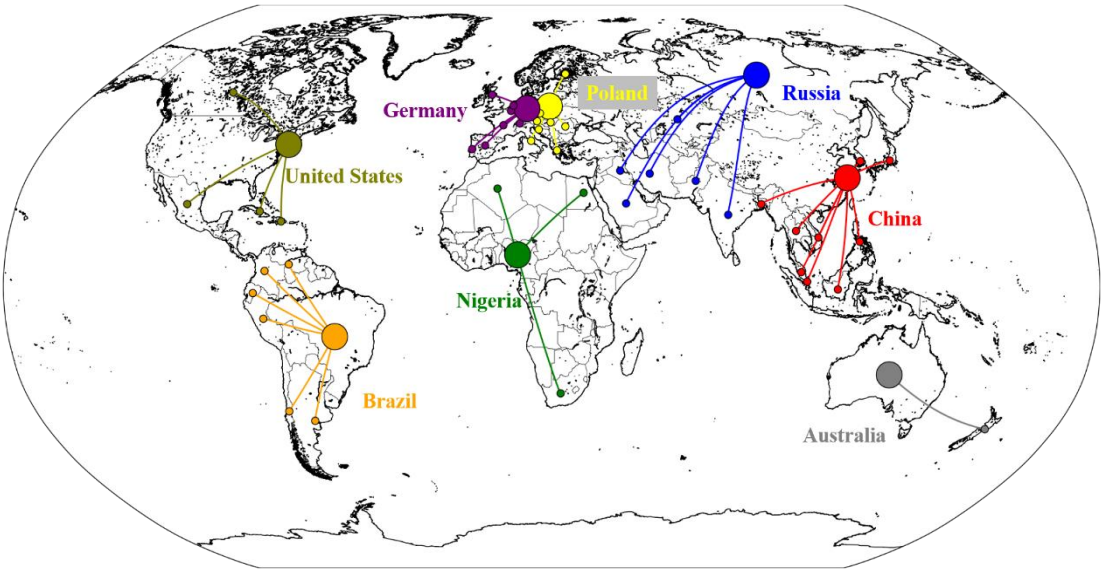 Germany
Poland
Russia
United States
China
Nigeria
Brazil
Australia